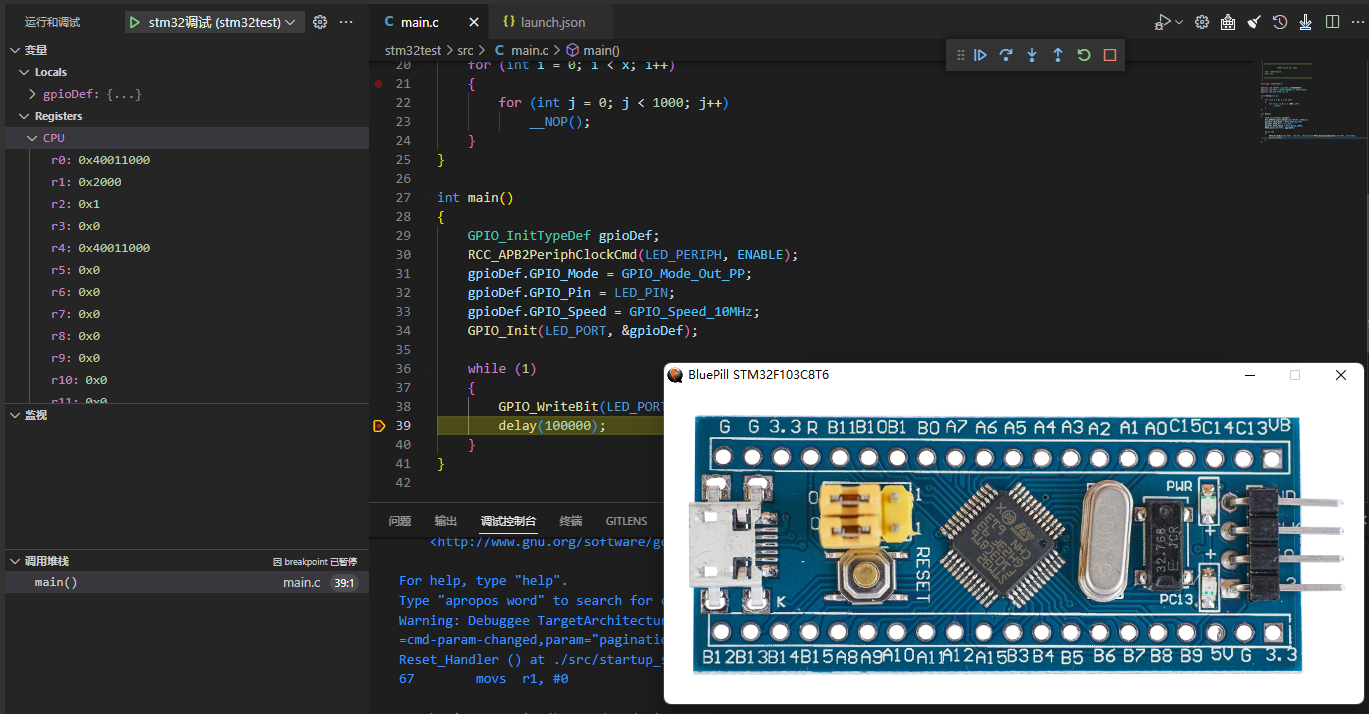 运行和调试
stm32调试 (stm32test)
变量
Locals
gpioDef: {...}
Registers
CPU
r0: 0x40011000
r1: 0x2000
r2: 0x1
r3: 0x0
r4: 0x40011000
r5: 0x0
r6: 0x0
r7: 0x0
r8: 0x0
r9: 0x0
r10: 0x0
r11: 0x0
监视
调用堆栈
因 breakpoint 已暂停
main()
main.c
39:1
C main.c
{} launch.json
stm32test > src > C main.c > main()
20 for (int i = 0; i < x; i++)
21 {
22 for (int j = 0; j < 1000; j++)
23 __NOP();
24 }
25 }
26
27 int main()
28 {
29 GPIO_InitTypeDef gpioDef;
30 RCC_APB2PeriphClockCmd(LED_PERIPH, ENABLE);
31 gpioDef.GPIO_Mode = GPIO_Mode_Out_PP;
32 gpioDef.GPIO_Pin = LED_PIN;
33 gpioDef.GPIO_Speed = GPIO_Speed_10MHz;
34 GPIO_Init(LED_PORT, &gpioDef);
35
36 while (1)
37 {
38 GPIO_WriteBit(LED_PORT
39 delay(100000);
40 }
41 }
42
问题 输出 调试控制台 终端 GITLENS
<http://www.gnu.org/software/g
For help, type "help".
Type "apropos word" to search for
Warning: Debuggee TargetArchitectur
=cmd-param-changed,param="paginatio
Reset_Handler () at ./src/startup_s
67 movs r1, #0
BluePill STM32F103C8T6
G G 3.3 R B11 B10 B1 B0 A7 A6 A5 A4 A3 A2 A1 A0 C15 C14 C13 VB
PWR
0 1
0 1
RESET
32.768
JCR
K
PC13
B12 B13 B14 B15 A8 A9 A10 A11 A12 A15 B3 B4 B5 B6 B7 B8 B9 5V G 3.3